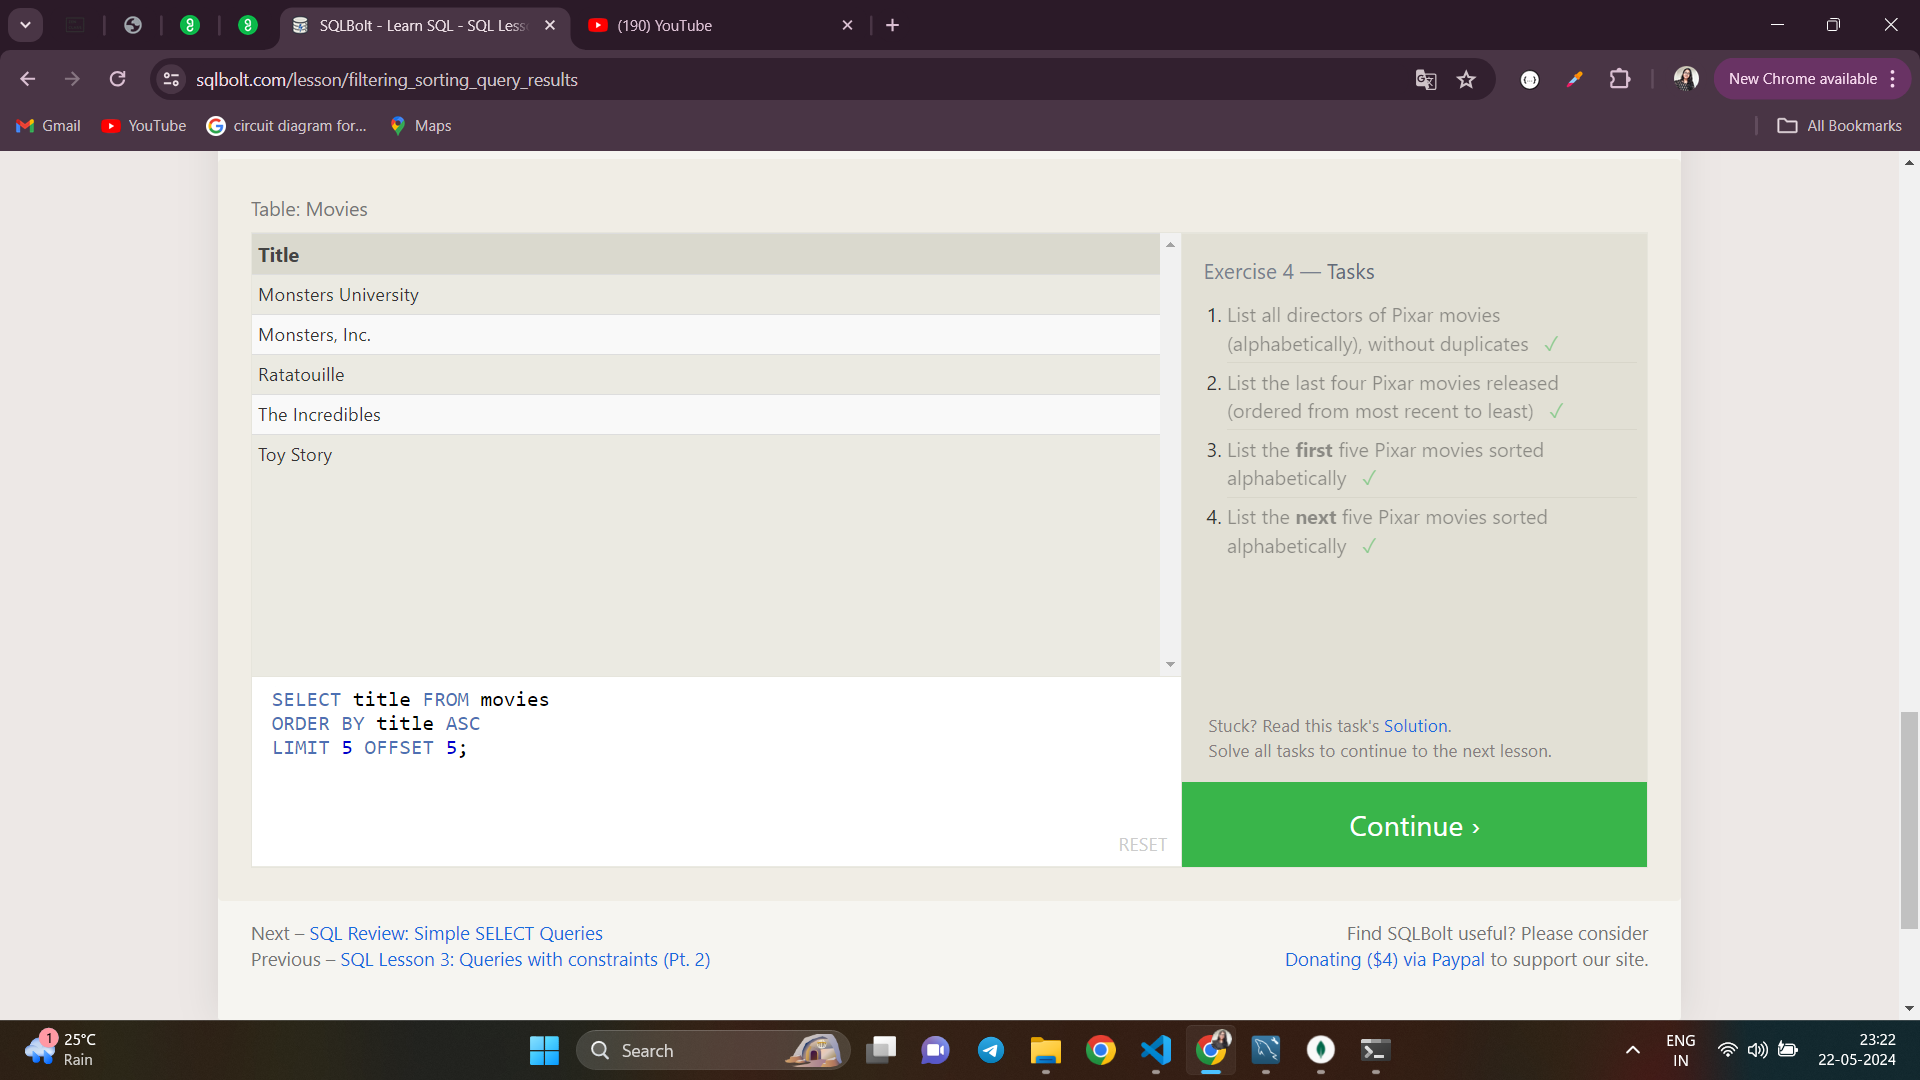 SQLBolt - Learn SQL - SQL Less
(190) YouTube
sqlbolt.com/lesson/filtering_sorting_query_results
New Chrome available
Gmail
YouTube
circuit diagram for...
Maps
All Bookmarks
Table: Movies
Title
Monsters University
Monsters, Inc.
Ratatouille
The Incredibles
Toy Story
SELECT title FROM movies
ORDER BY title ASC
LIMIT 5 OFFSET 5;
RESET
Exercise 4 — Tasks
1. List all directors of Pixar movies
(alphabetically), without duplicates ✓
2. List the last four Pixar movies released
(ordered from most recent to least) ✓
3. List the first five Pixar movies sorted
alphabetically ✓
4. List the next five Pixar movies sorted
alphabetically ✓
Stuck? Read this task's Solution.
Solve all tasks to continue to the next lesson.
Continue ›
Next – SQL Review: Simple SELECT Queries
Previous – SQL Lesson 3: Queries with constraints (Pt. 2)
Find SQLBolt useful? Please consider
Donating ($4) via Paypal to support our site.
1
25°C
Rain
Search
ENG
IN
23:22
22-05-2024